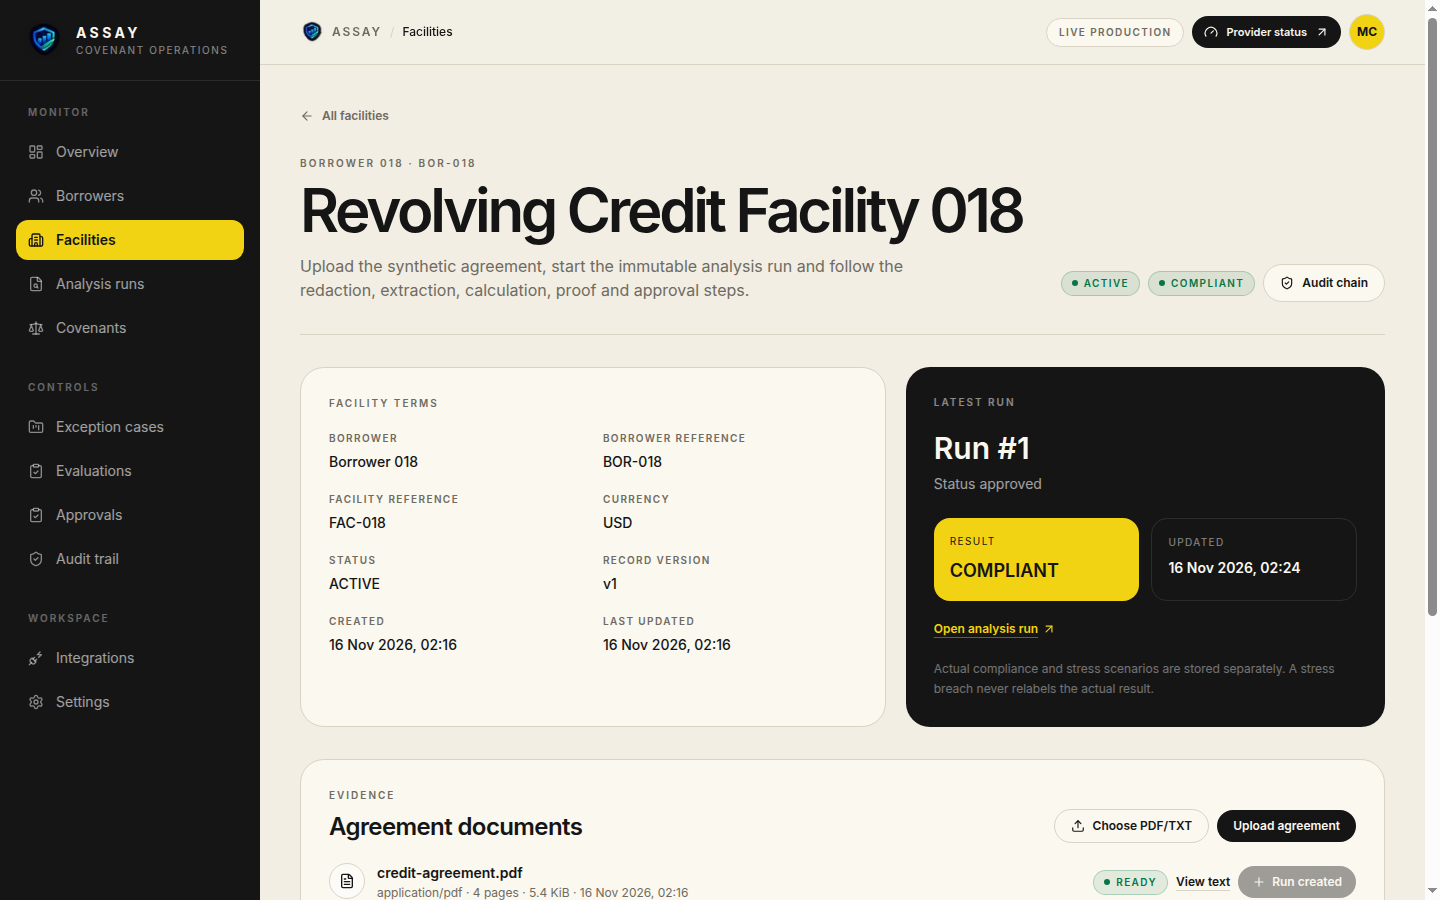 ASSAY
COVENANT OPERATIONS
MONITOR
Overview
Borrowers
Facilities
Analysis runs
Covenants
CONTROLS
Exception cases
Evaluations
Approvals
Audit trail
WORKSPACE
Integrations
Settings
ASSAY / Facilities
LIVE PRODUCTION
Provider status
MC
All facilities
BORROWER 018 · BOR-018
Revolving Credit Facility 018
Upload the synthetic agreement, start the immutable analysis run and follow the
redaction, extraction, calculation, proof and approval steps.
ACTIVE
COMPLIANT
Audit chain
FACILITY TERMS
BORROWER
Borrower 018
BORROWER REFERENCE
BOR-018
FACILITY REFERENCE
FAC-018
CURRENCY
USD
STATUS
ACTIVE
RECORD VERSION
v1
CREATED
16 Nov 2026, 02:16
LAST UPDATED
16 Nov 2026, 02:16
LATEST RUN
Run #1
Status approved
RESULT
COMPLIANT
UPDATED
16 Nov 2026, 02:24
Open analysis run
Actual compliance and stress scenarios are stored separately. A stress
breach never relabels the actual result.
EVIDENCE
Agreement documents
Choose PDF/TXT
Upload agreement
credit-agreement.pdf
application/pdf · 4 pages · 5.4 KiB · 16 Nov 2026, 02:16
READY
View text
Run created